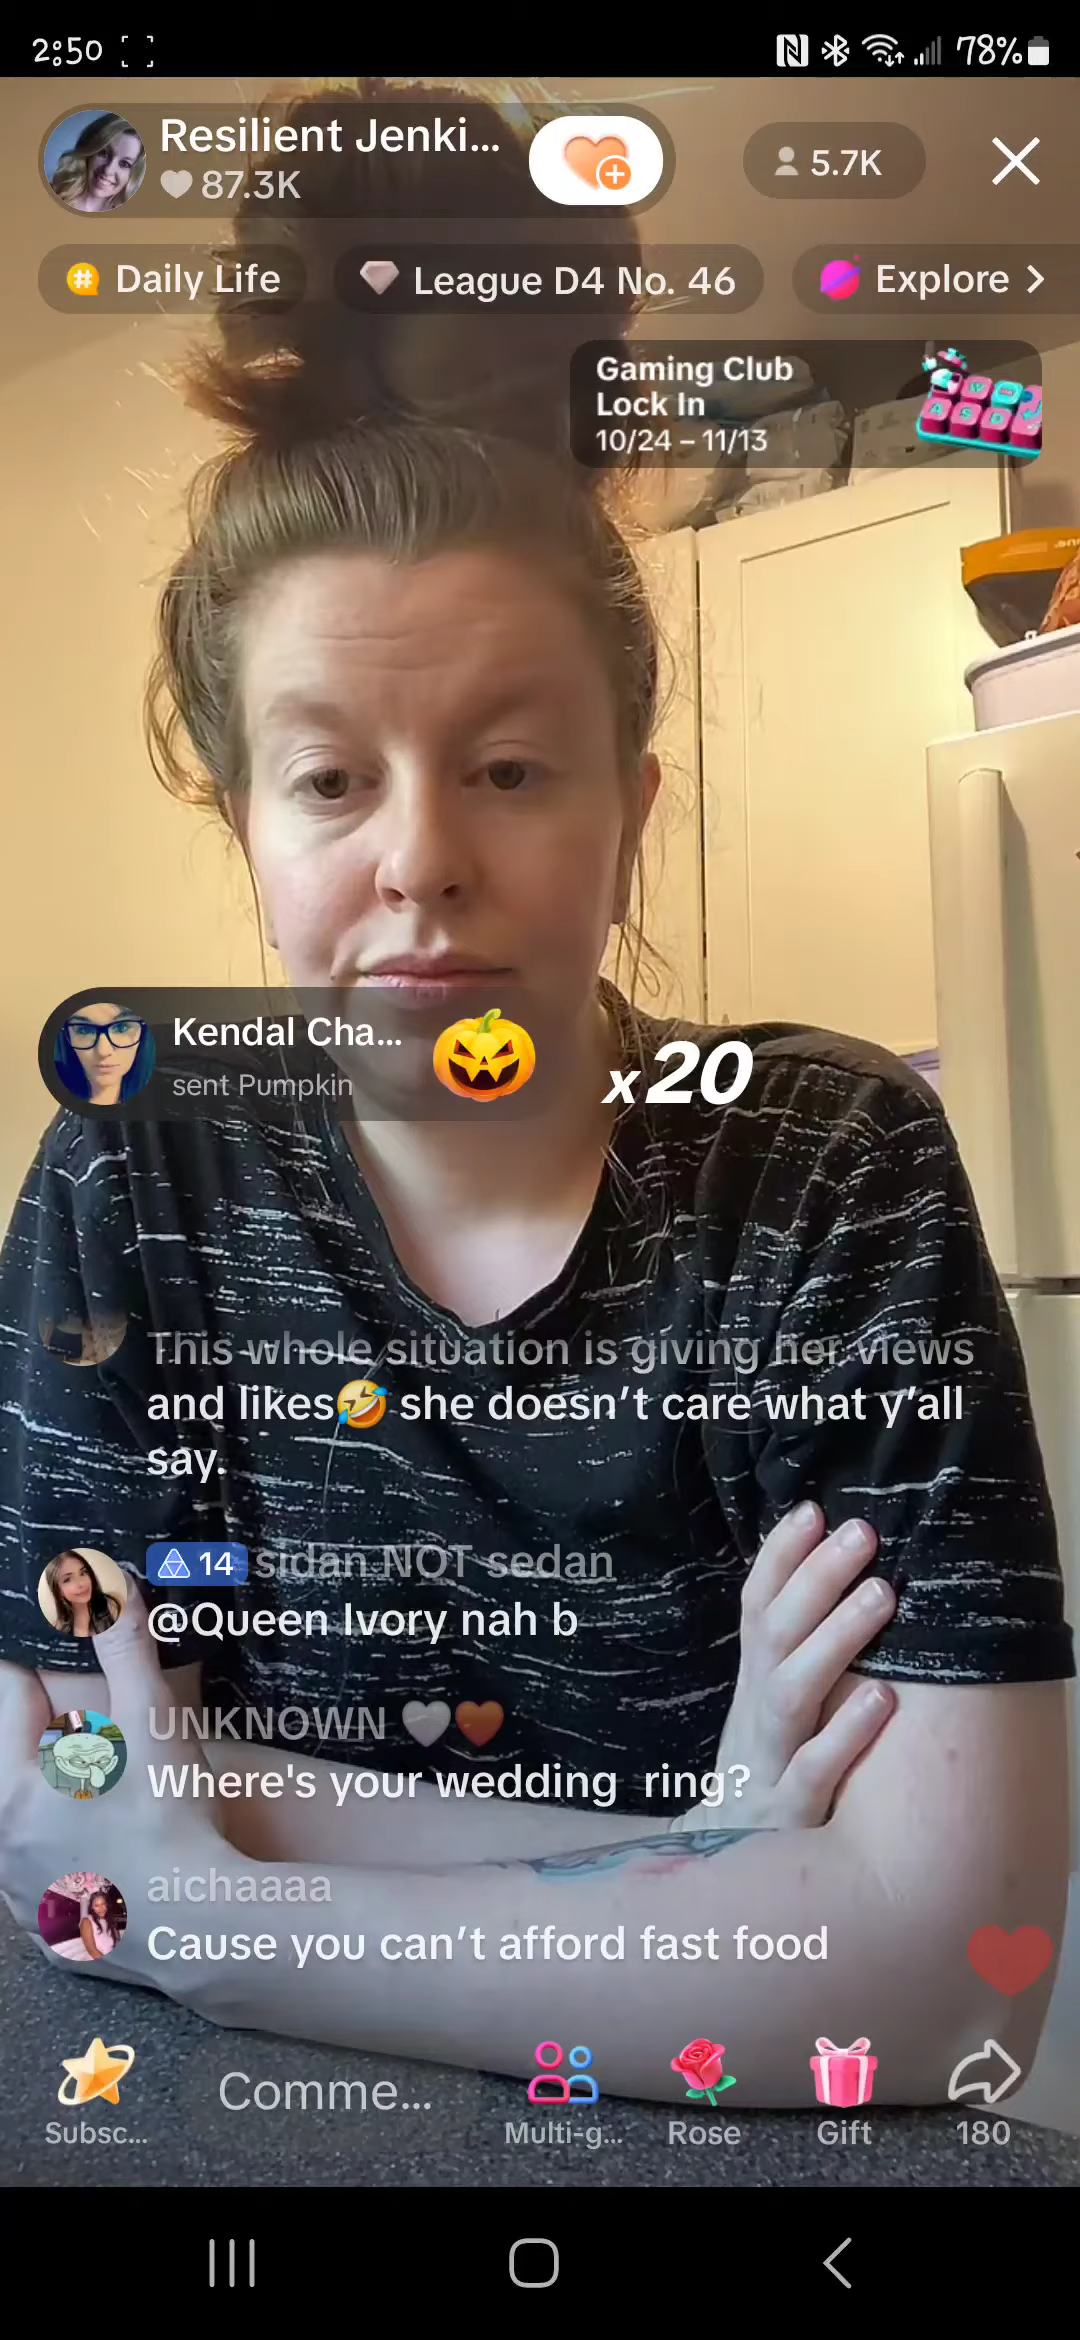 2:50
78%
Resilient Jenki...
87.3K
5.7K
Daily Life
League D4 No. 46
Explore >
Gaming Club
Lock In
10/24 – 11/13
W
A S D
Kendal Cha...
sent Pumpkin
x20
This whole situation is giving her views
and likes🤣 she doesn't care what y'all
say.
14 sidan NOT sedan
@Queen Ivory nah b
UNKNOWN 🤍🧡
Where's your wedding ring?
aichaaaa
Cause you can't afford fast food
Comme...
Subsc...
Multi-g...
Rose
Gift
180